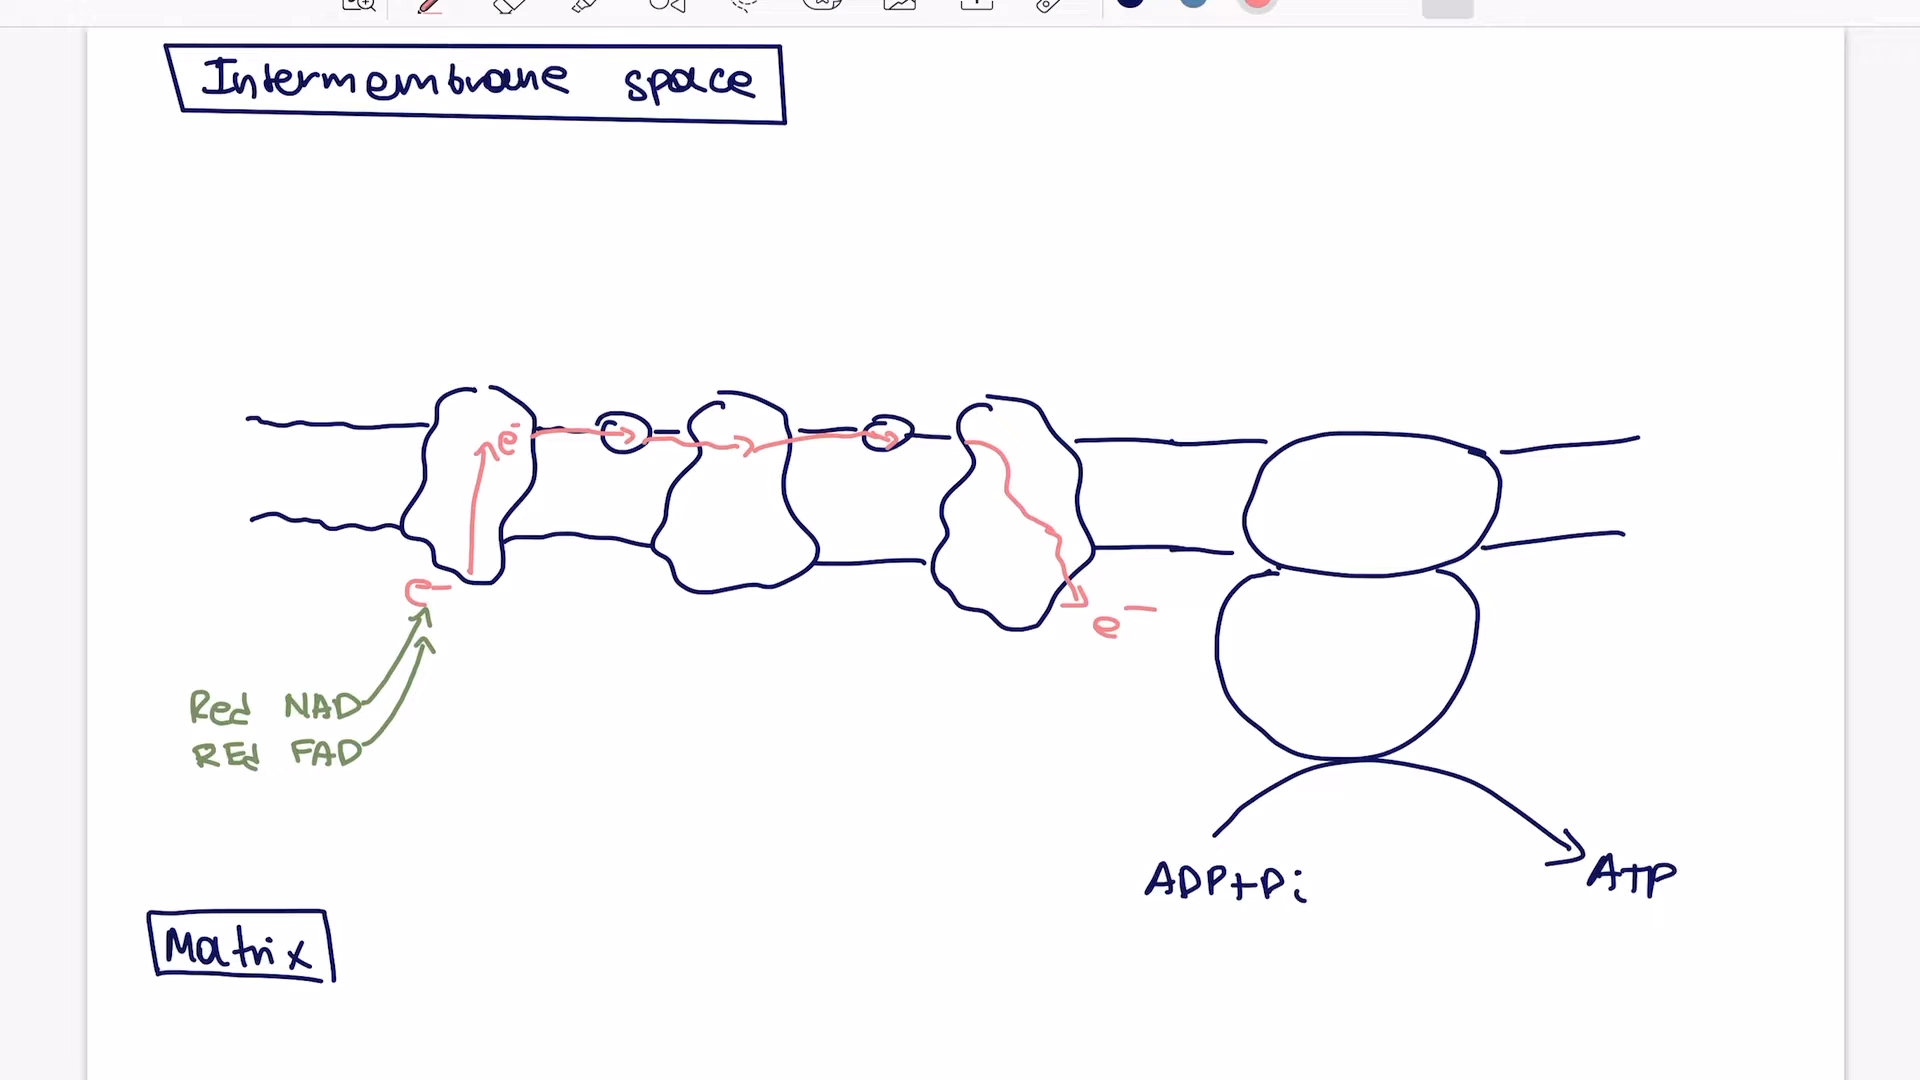 Intermembrane space
e-
e-
e-
Red NAD
REd FAD
ADP+Pi
ATP
Matrix